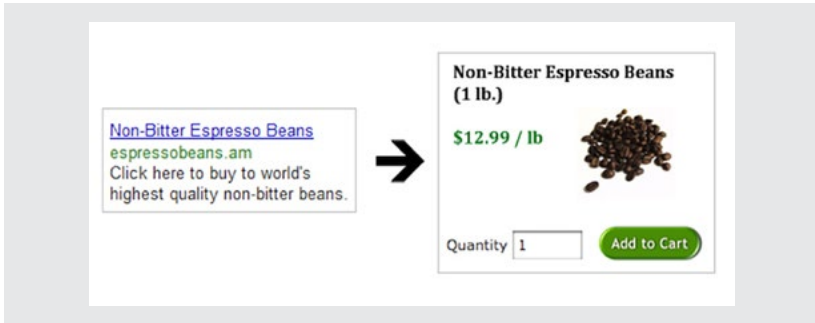 Non-Bitter Espresso Beans
espressobeans.am
Click here to buy to world's
highest quality non-bitter beans.
Non-Bitter Espresso Beans
(1 lb.)
$12.99 / lb
Quantity 1 Add to Cart